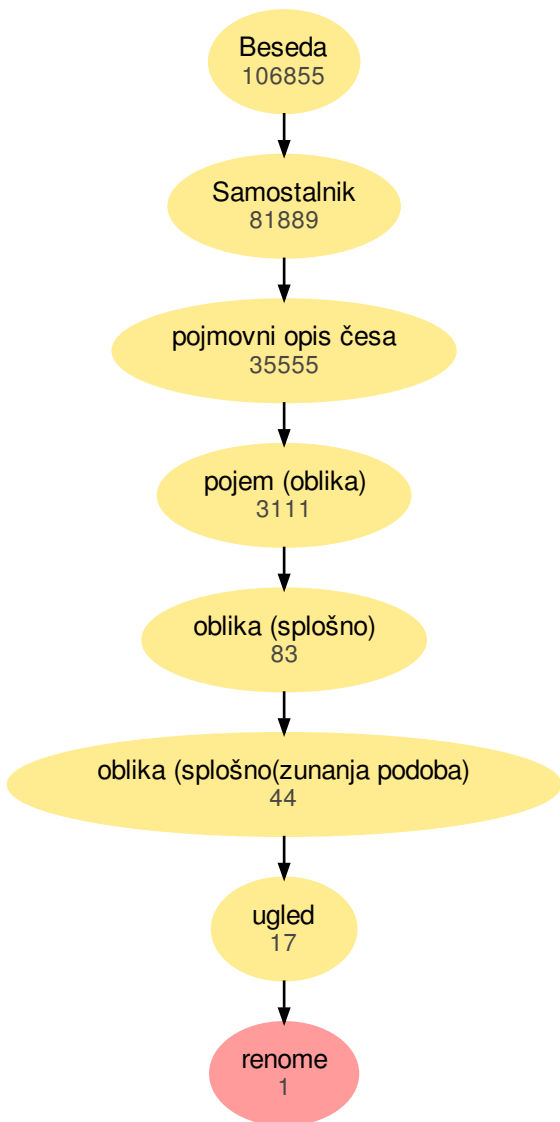 Beseda
106855
Samostalnik
81889
pojmovni opis česa
35555
pojem (oblika)
3111
oblika (splošno)
83
oblika (splošno(zunanja podoba)
44
ugled
17
renome
1